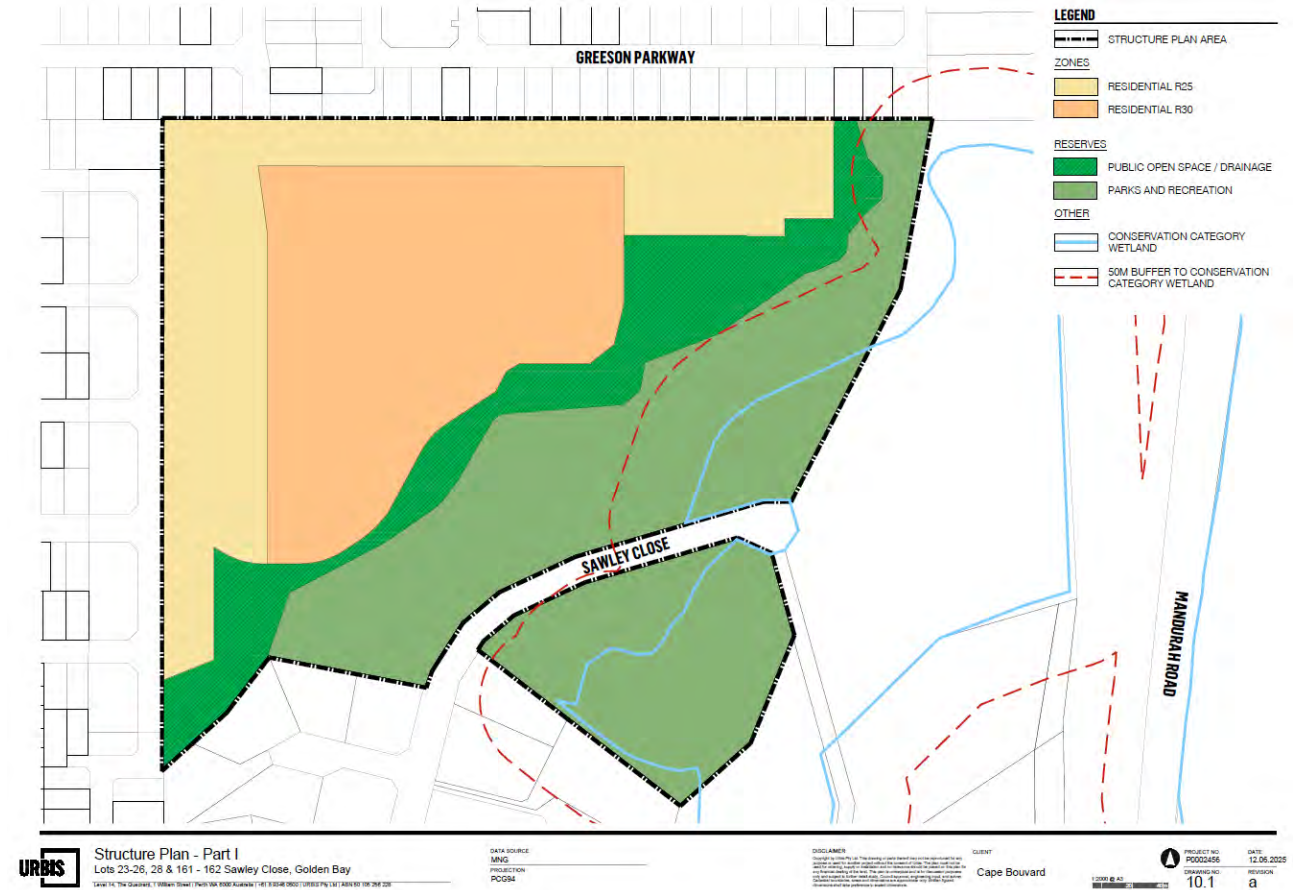 GREESON PARKWAY
SAWLEY CLOSE
MANDURAH ROAD
LEGEND
STRUCTURE PLAN AREA
ZONES
RESIDENTIAL R25
RESIDENTIAL R30
RESERVES
PUBLIC OPEN SPACE / DRAINAGE
PARKS AND RECREATION
OTHER
CONSERVATION CATEGORY
WETLAND
50M BUFFER TO CONSERVATION
CATEGORY WETLAND
URBIS
Structure Plan - Part I
Lots 23-26, 28 & 161 - 162 Sawley Close, Golden Bay
DATA SOURCE
MNG
PROJECTION
PCG94
DISCLAIMER
CLIENT
Cape Bouvard
1:2000 @ A3
PROJECT NO.
P0002456
DATE
12.06.2025
DRAWING NO
10.1
REVISION
a